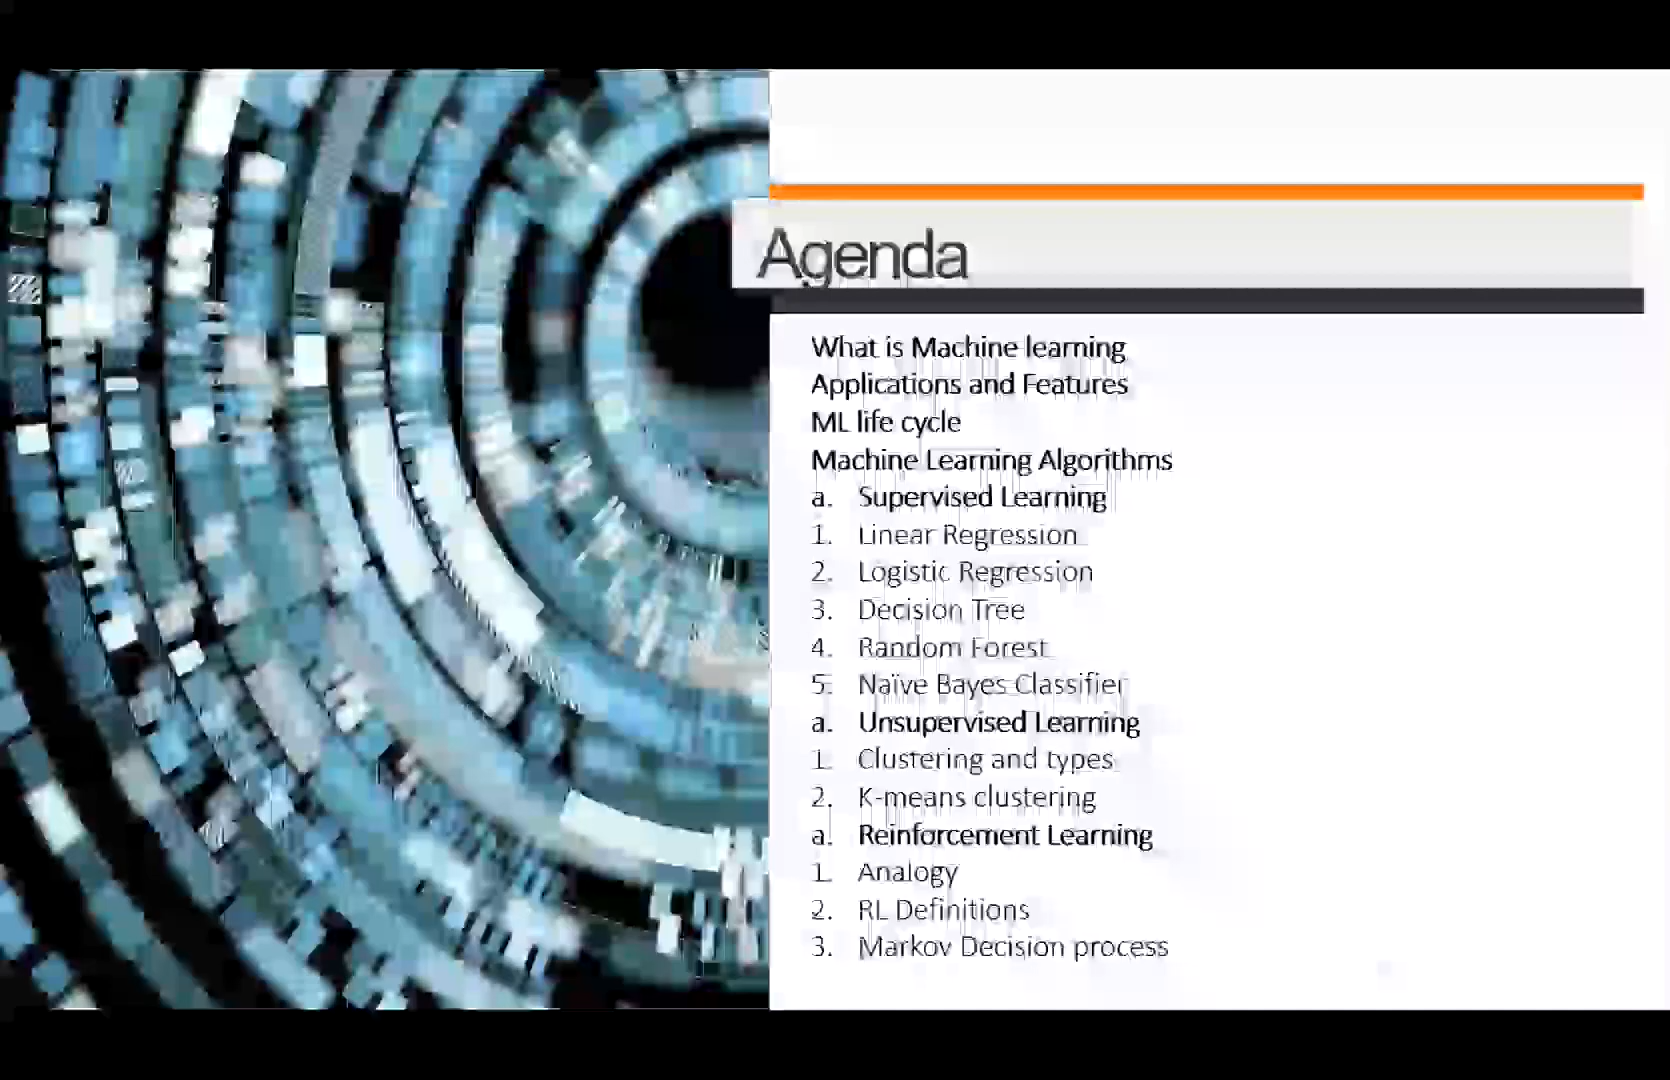 Agenda
What is Machine learning
Applications and Features
ML life cycle
Machine Learning Algorithms
a. Supervised Learning
1. Linear Regression
2. Logistic Regression
3. Decision Tree
4. Random Forest
5. Naïve Bayes Classifier
a. Unsupervised Learning
1. Clustering and types
2. K-means clustering
a. Reinforcement Learning
1. Analogy
2. RL Definitions
3. Markov Decision process